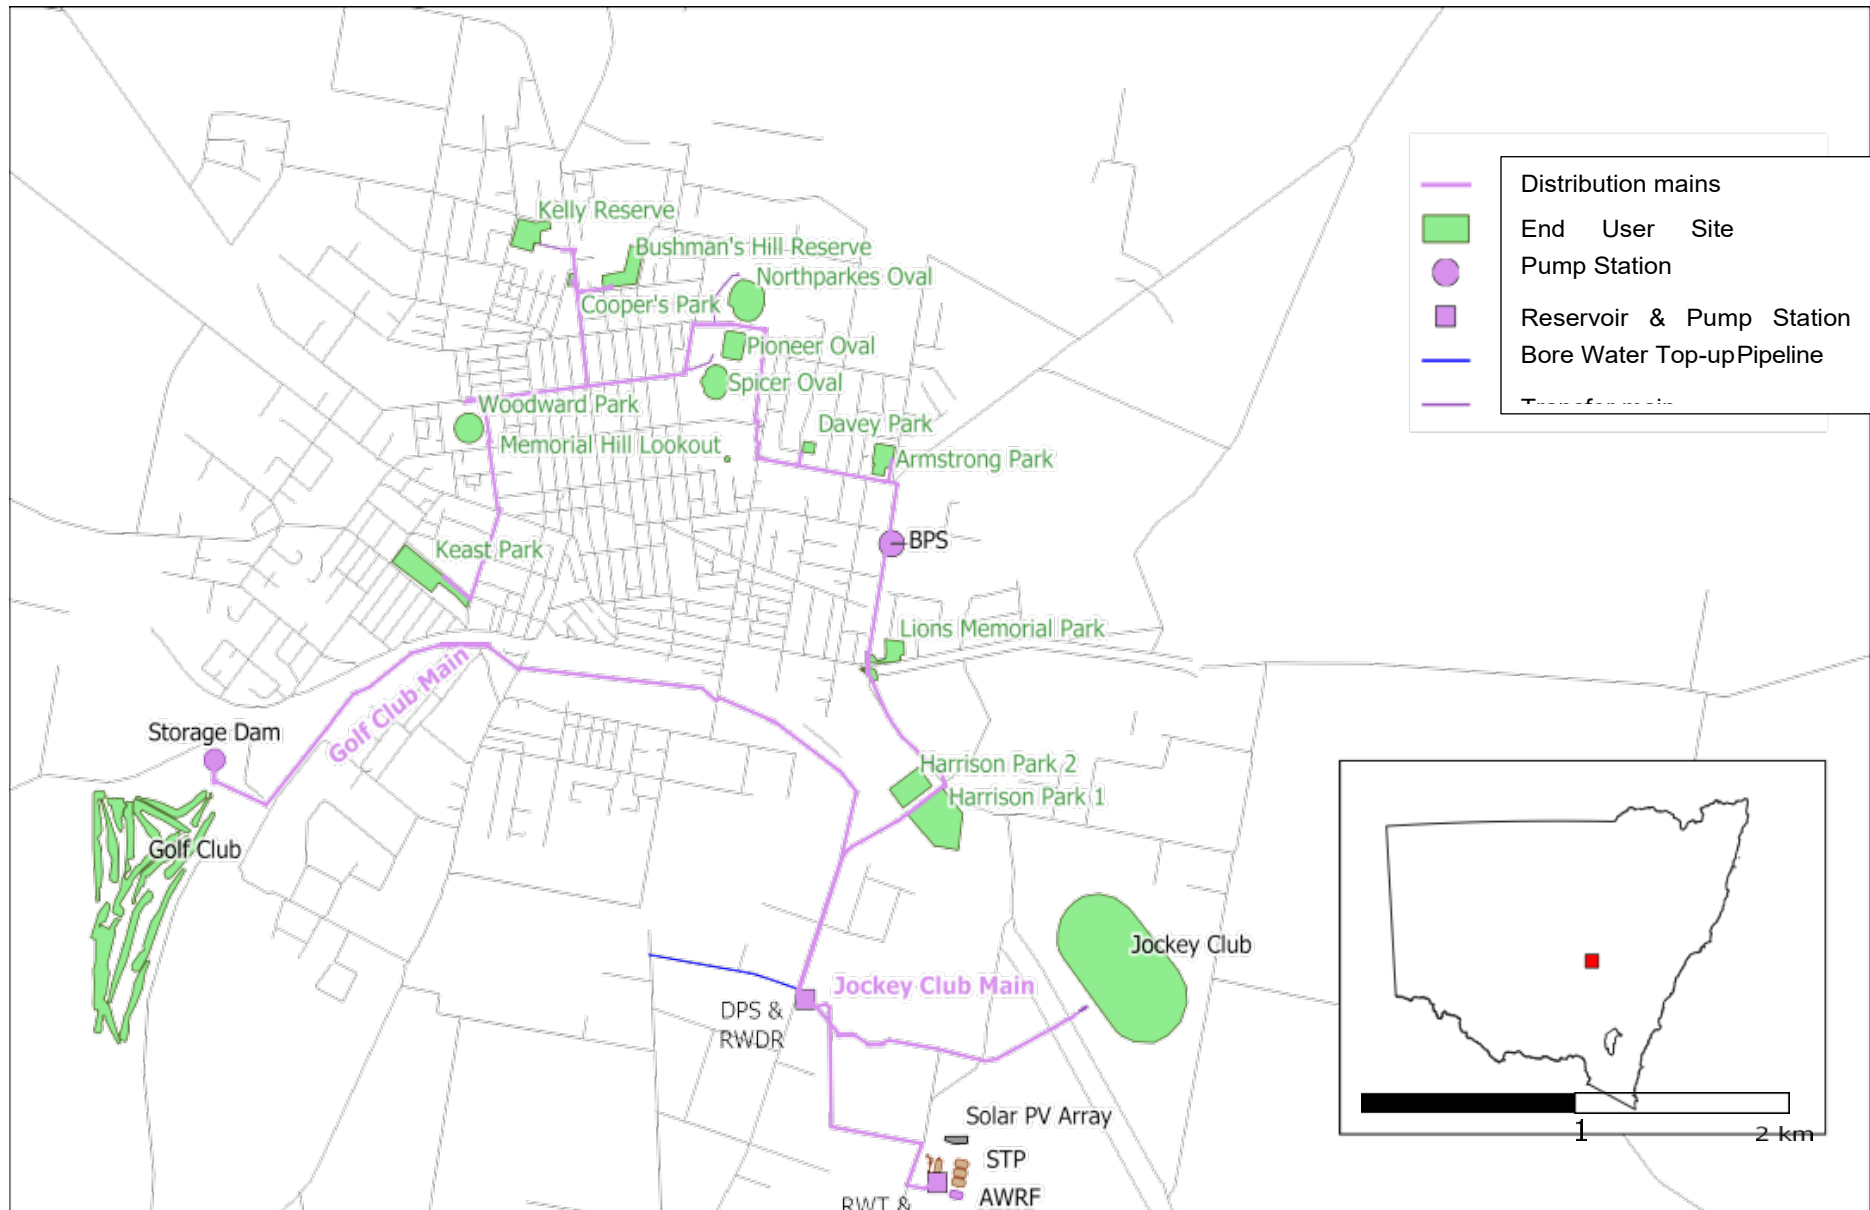 Distribution mains
End User Site
Pump Station
Reservoir & Pump Station
Bore Water Top-upPipeline
Kelly Reserve
Bushman's Hill Reserve
Northparkes Oval
Cooper's Park
Pioneer Oval
Spicer Oval
Woodward Park
Davey Park
Memorial Hill Lookout
Armstrong Park
BPS
Keast Park
Lions Memorial Park
Golf Club Main
Storage Dam
Harrison Park 2
Harrison Park 1
Golf Club
Jockey Club
Jockey Club Main
DPS &
RWDR
Solar PV Array
STP
AWRF
RWT &
1
2 km